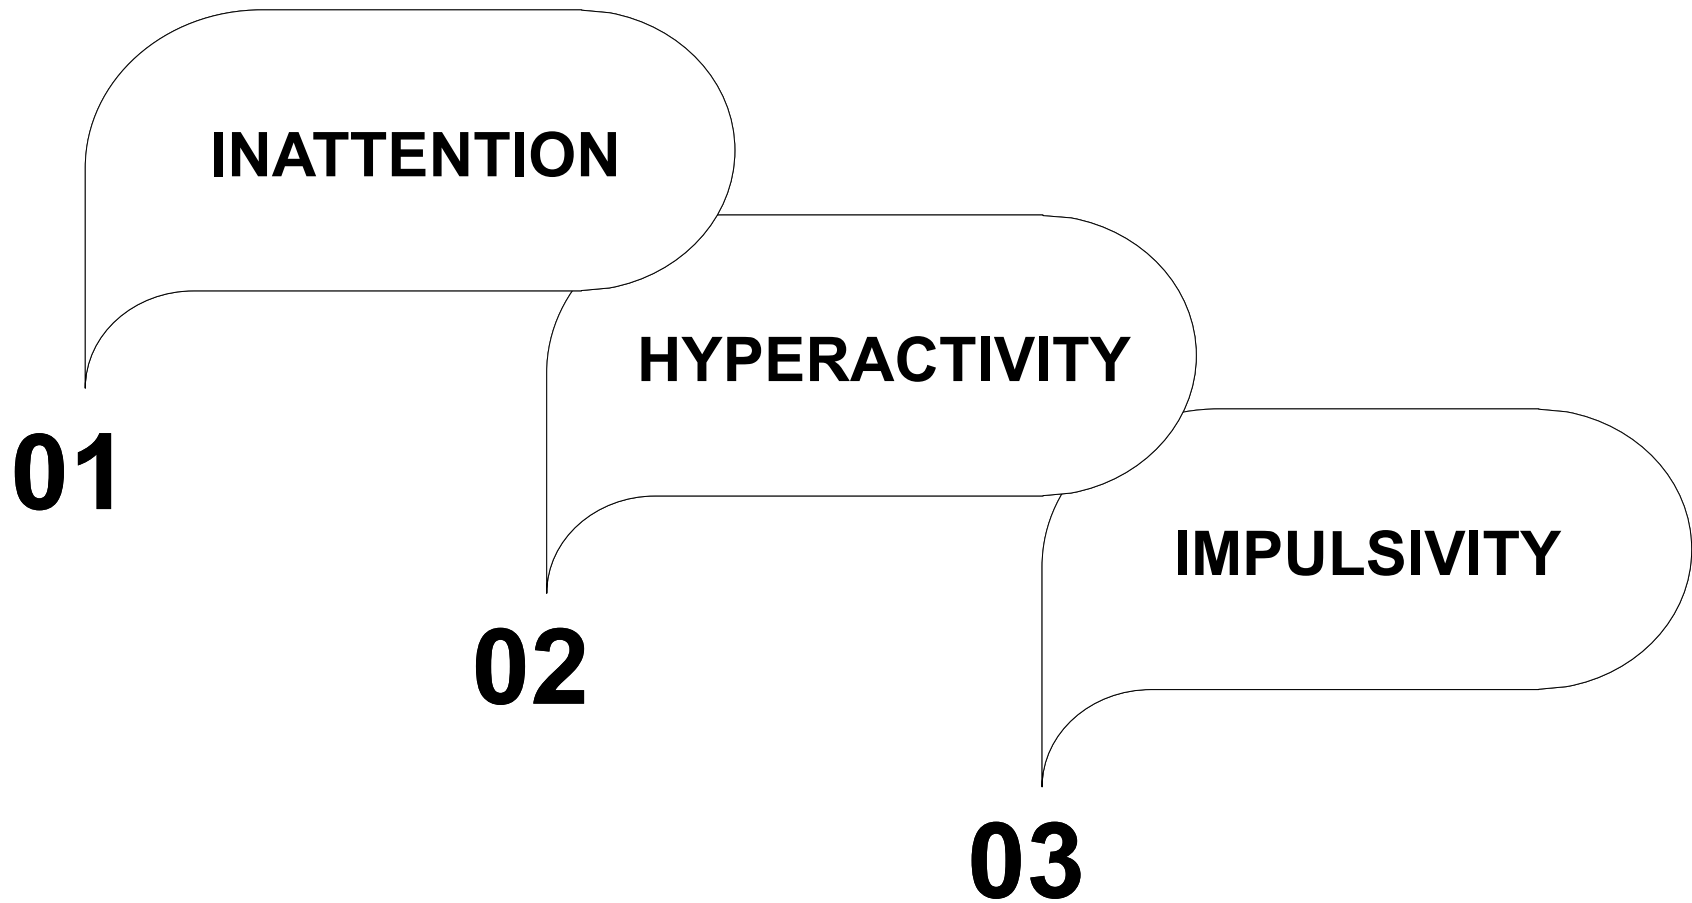 INATTENTION
01
HYPERACTIVITY
02
IMPULSIVITY
03